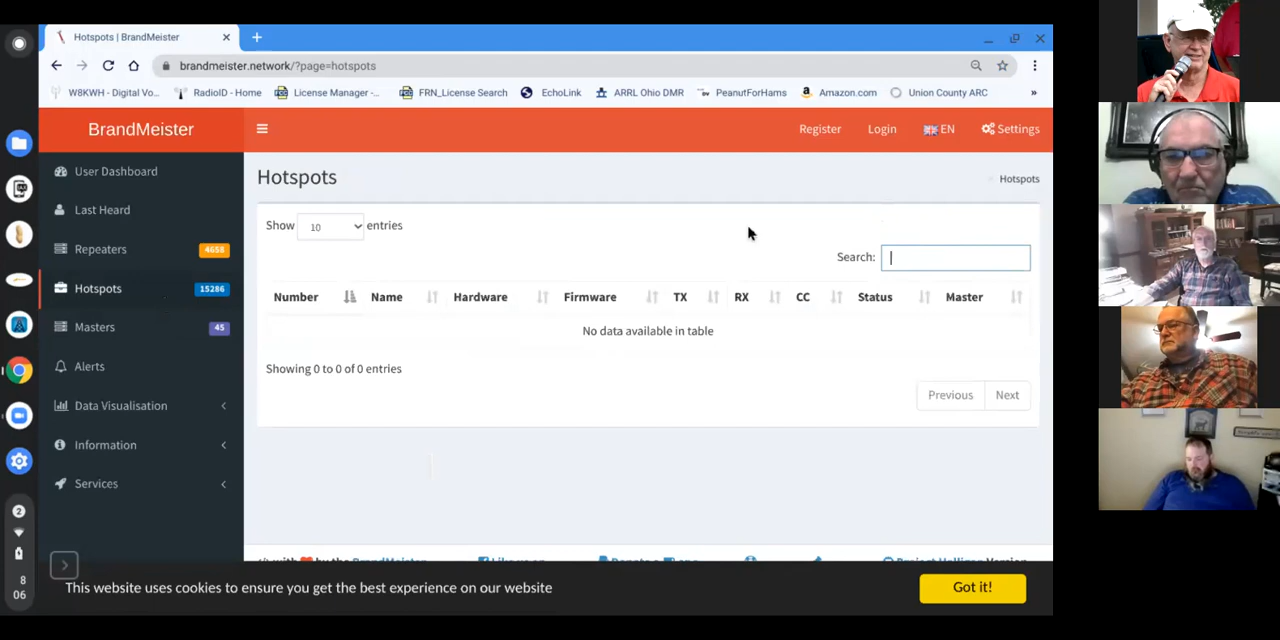 Hotspots | BrandMeister
brandmeister.network/?page=hotspots
W8KWH - Digital Vo... RadioID - Home License Manager -... FRN_License Search EchoLink ARRL Ohio DMR PeanutForHams Amazon.com Union County ARC »
BrandMeister Register Login EN Settings
User Dashboard
Last Heard
Repeaters 4658
Hotspots 15286
Masters 45
Alerts
Data Visualisation
Information
Services
Hotspots Hotspots
Show 10 entries
Search:
Number Name Hardware Firmware TX RX CC Status Master
No data available in table
Showing 0 to 0 of 0 entries
Previous Next
BrandMeister
This website uses cookies to ensure you get the best experience on our website Got it!
2
8
06